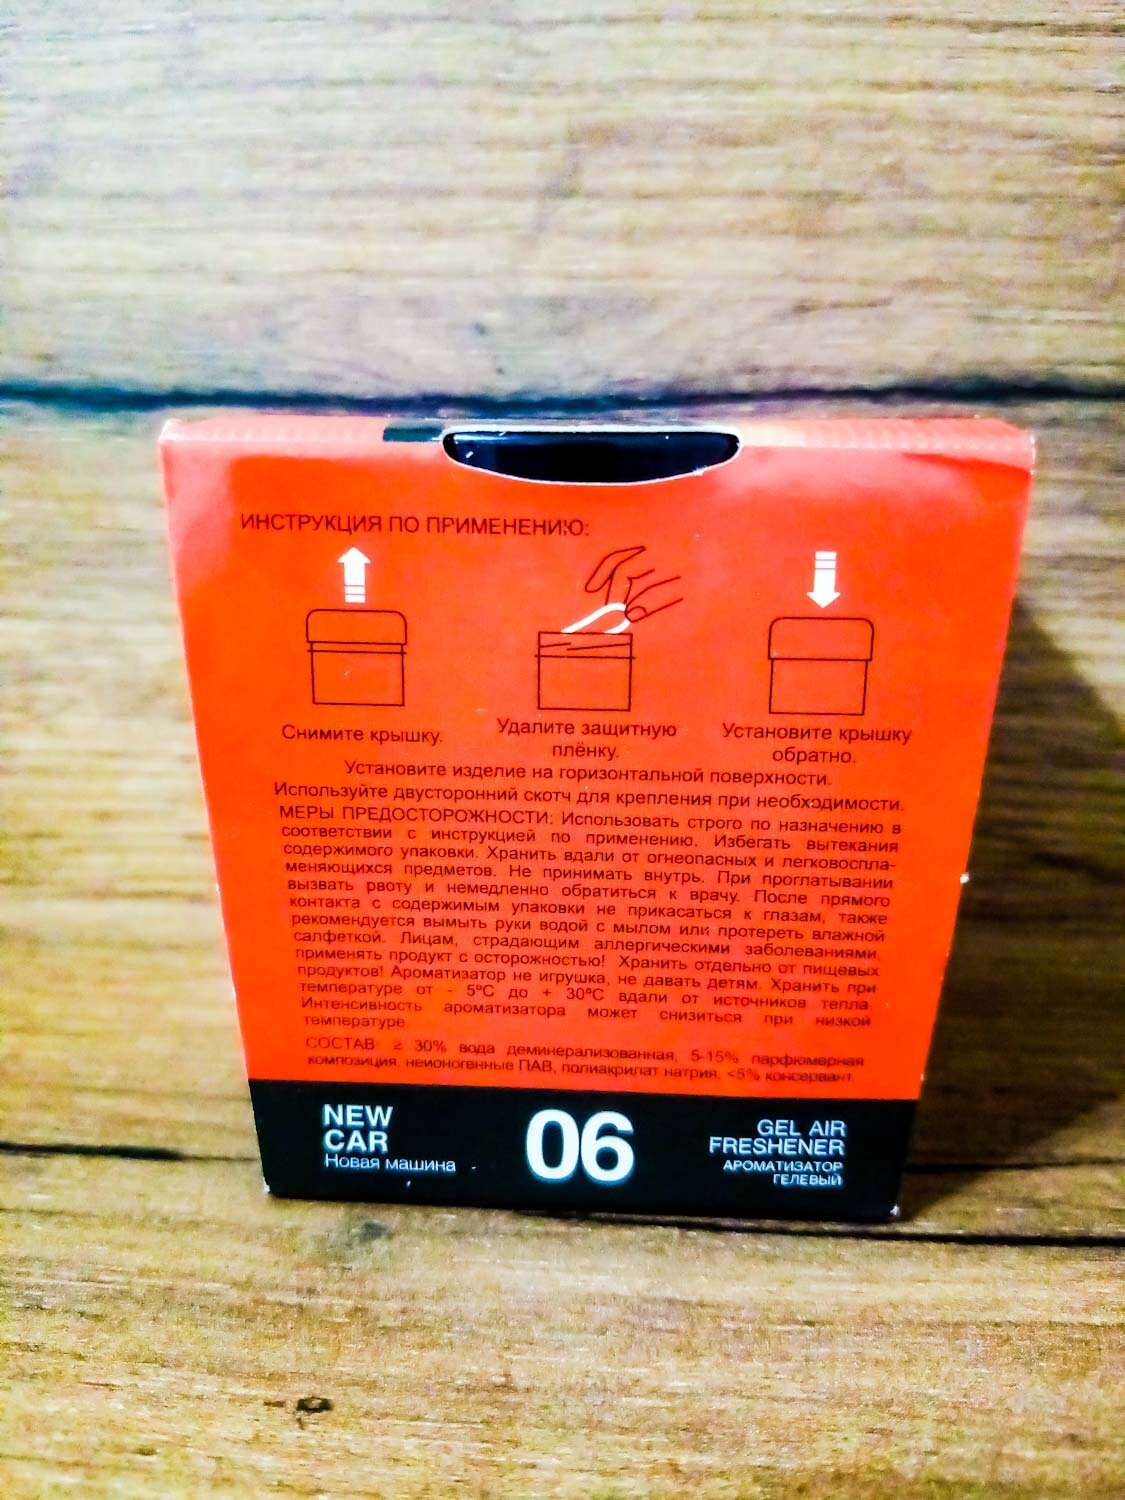 ИНСТРУКЦИЯ ПО ПРИМЕНЕНИЮ:
Снимите крышку.
Удалите защитную
плёнку.
Установите крышку
обратно.
Установите изделие на горизонтальной поверхности.
Используйте двусторонний скотч для крепления при необходимости.
МЕРЫ ПРЕДОСТОРОЖНОСТИ: Использовать строго по назначению в
соответствии с инструкцией по применению. Избегать вытекания
содержимого упаковки. Хранить вдали от огнеопасных и легковоспла-
меняющихся предметов. Не принимать внутрь. При проглатывании
вызвать рвоту и немедленно обратиться к врачу. После прямого
контакта с содержимым упаковки не прикасаться к глазам, также
рекомендуется вымыть руки водой с мылом или протереть влажной
салфеткой. Лицам, страдающим аллергическими заболеваниями,
применять продукт с осторожностью! Хранить отдельно от пищевых
продуктов! Ароматизатор не игрушка, не давать детям. Хранить при
температуре от - 5ºС до + 30ºС вдали от источников тепла.
Интенсивность ароматизатора может снизиться при низкой
температуре.
СОСТАВ ≥ 30% вода деминерализованная, 5-15% парфюмерная
композиция, неионогенные ПАВ, полиакрилат натрия, <5% консервант.
NEW
CAR
Новая машина
06
GEL AIR
FRESHENER
АРОМАТИЗАТОР
ГЕЛЕВЫЙ